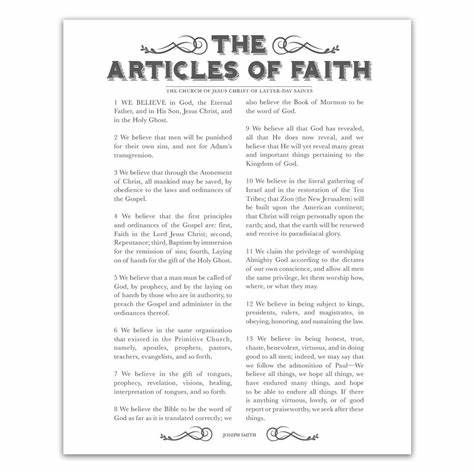 THE
ARTICLES OF FAITH
THE CHURCH OF JESUS CHRIST OF LATTER-DAY SAINTS
1 WE BELIEVE in God, the Eternal
Father, and in His Son, Jesus Christ, and
in the Holy Ghost.
2 We believe that men will be punished
for their own sins, and not for Adam's
transgression.
3 We believe that through the Atonement
of Christ, all mankind may be saved, by
obedience to the laws and ordinances of
the Gospel.
4 We believe that the first principles
and ordinances of the Gospel are: first,
Faith in the Lord Jesus Christ; second,
Repentance; third, Baptism by immersion
for the remission of sins; fourth, Laying
on of hands for the gift of the Holy Ghost.
5 We believe that a man must be called of
God, by prophecy, and by the laying on
of hands by those who are in authority, to
preach the Gospel and administer in the
ordinances thereof.
6 We believe in the same organization
that existed in the Primitive Church,
namely, apostles, prophets, pastors,
teachers, evangelists, and so forth.
7 We believe in the gift of tongues,
prophecy, revelation, visions, healing,
interpretation of tongues, and so forth.
8 We believe the Bible to be the word of
God as far as it is translated correctly; we
also believe the Book of Mormon to be
the word of God.
9 We believe all that God has revealed,
all that He does now reveal, and we
believe that He will yet reveal many great
and important things pertaining to the
Kingdom of God.
10 We believe in the literal gathering of
Israel and in the restoration of the Ten
Tribes; that Zion (the New Jerusalem) will
be built upon the American continent;
that Christ will reign personally upon the
earth; and, that the earth will be renewed
and receive its paradisiacal glory.
11 We claim the privilege of worshiping
Almighty God according to the dictates
of our own conscience, and allow all men
the same privilege, let them worship how,
where, or what they may.
12 We believe in being subject to kings,
presidents, rulers, and magistrates, in
obeying, honoring, and sustaining the law.
13 We believe in being honest, true,
chaste, benevolent, virtuous, and in doing
good to all men; indeed, we may say that
we follow the admonition of Paul—We
believe all things, we hope all things, we
have endured many things, and hope
to be able to endure all things. If there
is anything virtuous, lovely, or of good
report or praiseworthy, we seek after these
things.
JOSEPH SMITH